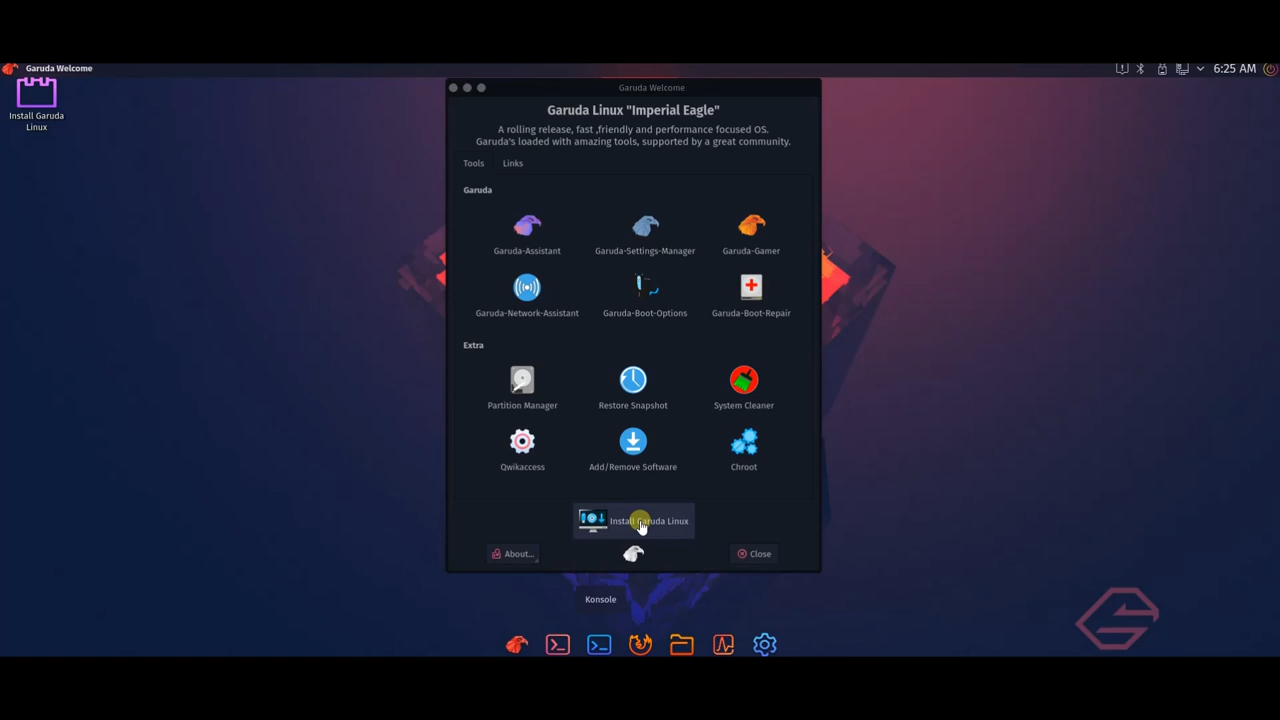 Garuda Welcome
6:25 AM
Install Garuda
Linux
Garuda Welcome
Garuda Linux "Imperial Eagle"
A rolling release, fast ,friendly and performance focused OS.
Garuda's loaded with amazing tools, supported by a great community.
Tools Links
Garuda
Garuda-Assistant Garuda-Settings-Manager Garuda-Gamer
Garuda-Network-Assistant Garuda-Boot-Options Garuda-Boot-Repair
Extra
Partition Manager Restore Snapshot System Cleaner
Qwikaccess Add/Remove Software Chroot
Install Garuda Linux
About... Close
Konsole